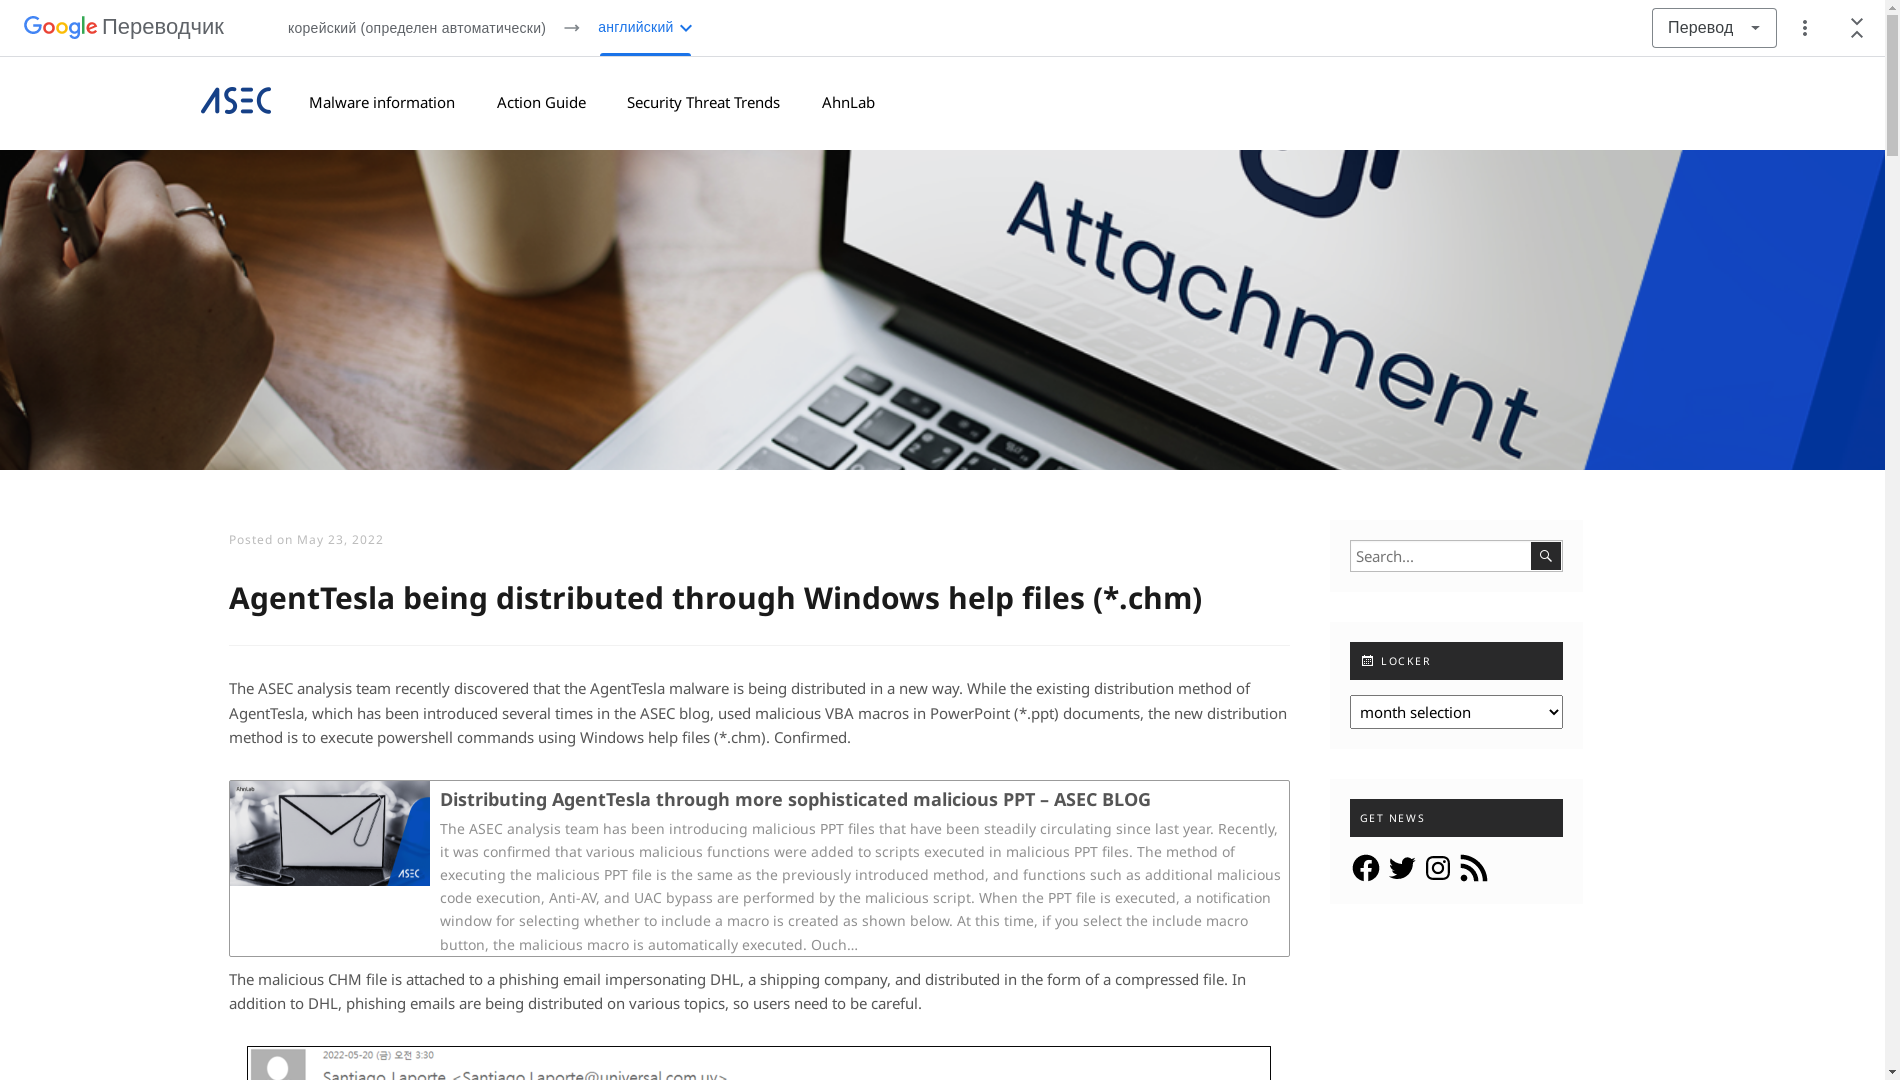 Google Переводчик
корейский (определен автоматически) → английский
Перевод
ASEC
Malware information
Action Guide
Security Threat Trends
AhnLab
Attachment
Posted on May 23, 2022
AgentTesla being distributed through Windows help files (*.chm)
The ASEC analysis team recently discovered that the AgentTesla malware is being distributed in a new way. While the existing distribution method of
AgentTesla, which has been introduced several times in the ASEC blog, used malicious VBA macros in PowerPoint (*.ppt) documents, the new distribution
method is to execute powershell commands using Windows help files (*.chm). Confirmed.
AhnLab
ASEC
Distributing AgentTesla through more sophisticated malicious PPT – ASEC BLOG
The ASEC analysis team has been introducing malicious PPT files that have been steadily circulating since last year. Recently,
it was confirmed that various malicious functions were added to scripts executed in malicious PPT files. The method of
executing the malicious PPT file is the same as the previously introduced method, and functions such as additional malicious
code execution, Anti-AV, and UAC bypass are performed by the malicious script. When the PPT file is executed, a notification
window for selecting whether to include a macro is created as shown below. At this time, if you select the include macro
button, the malicious macro is automatically executed. Ouch…
The malicious CHM file is attached to a phishing email impersonating DHL, a shipping company, and distributed in the form of a compressed file. In
addition to DHL, phishing emails are being distributed on various topics, so users need to be careful.
2022-05-20 (금) 오전 3:30
Santiago Laporte <Santiago.Laporte@universal.com.uy>
Search...
LOCKER
month selection
GET NEWS